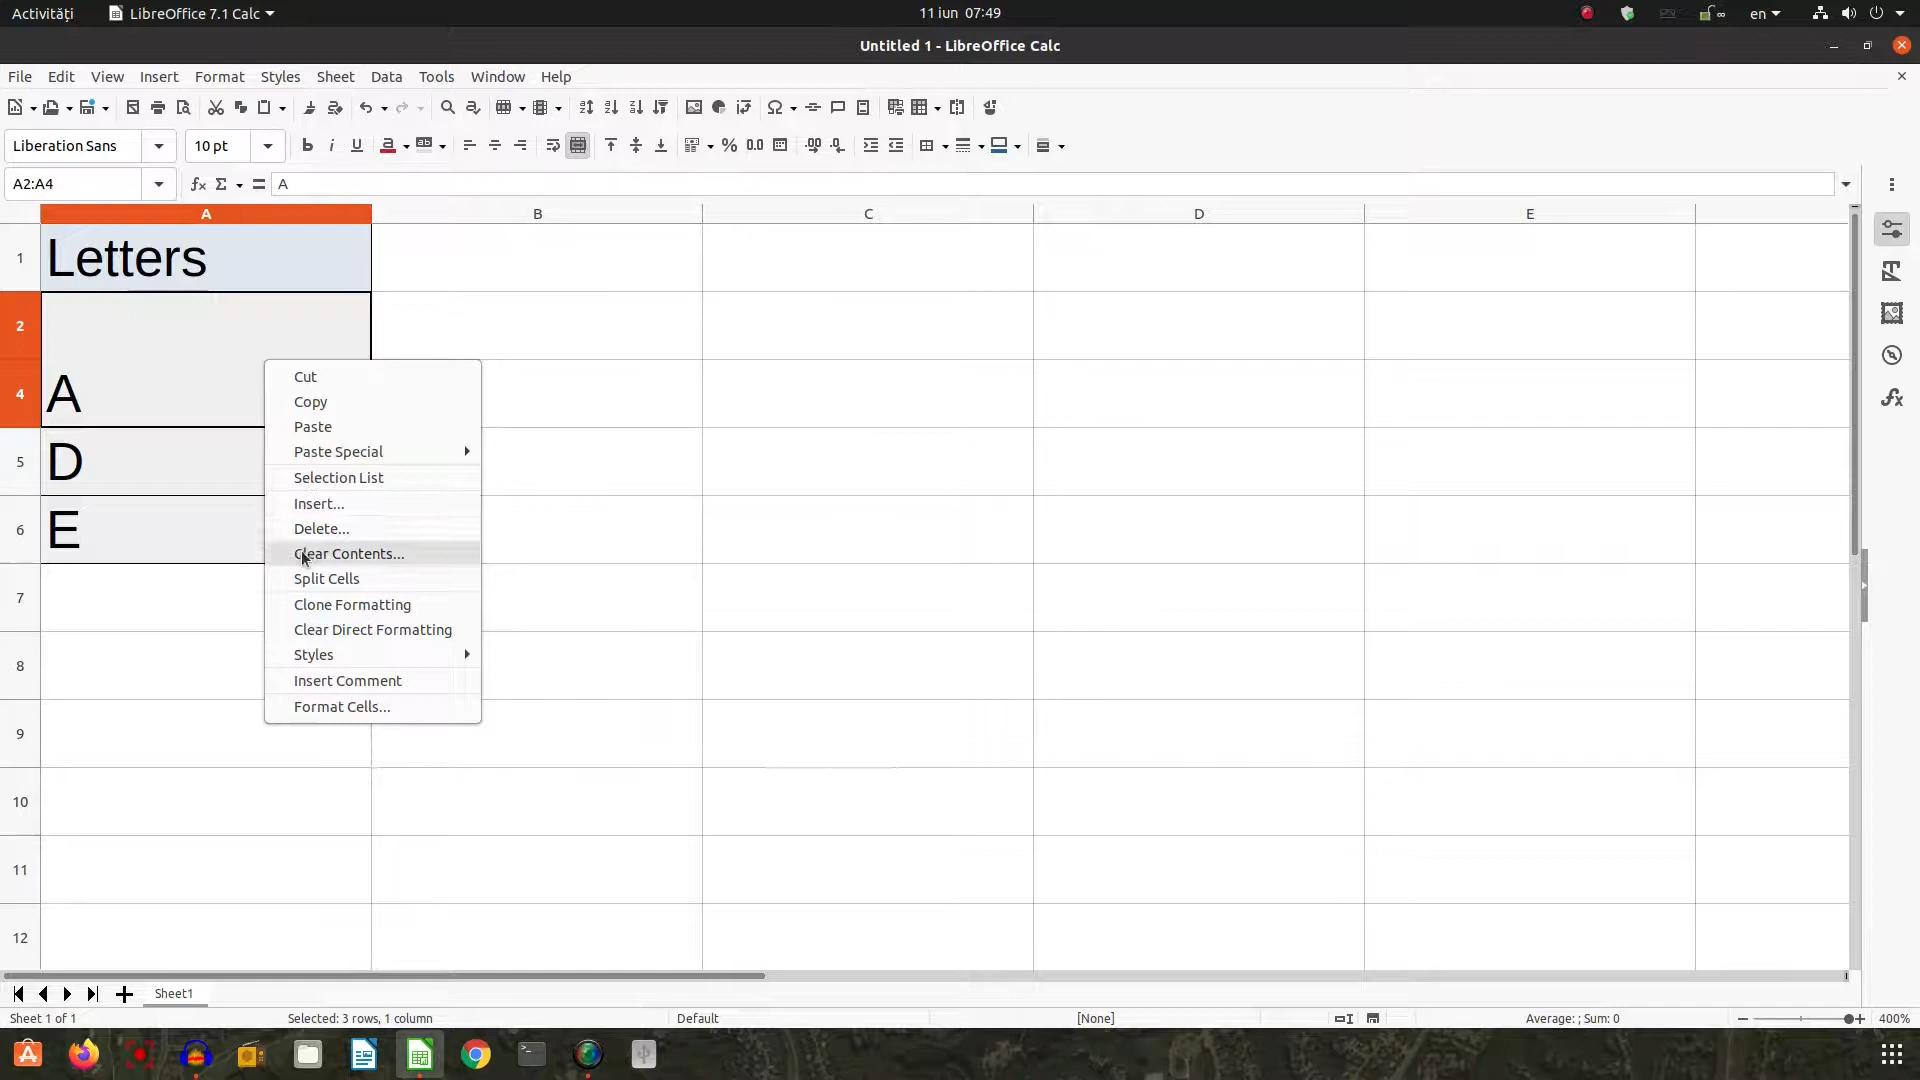 Activități LibreOffice 7.1 Calc 11 iun 07:49 en
Untitled 1 - LibreOffice Calc
File Edit View Insert Format Styles Sheet Data Tools Window Help
Liberation Sans 10 pt
A2:A4 A
A B C D E
1 Letters
2
4 A
5 D
6 E
7
8
9
10
11
12
Cut
Copy
Paste
Paste Special
Selection List
Insert...
Delete...
Clear Contents...
Split Cells
Clone Formatting
Clear Direct Formatting
Styles
Insert Comment
Format Cells...
Sheet1
Sheet 1 of 1 Selected: 3 rows, 1 column Default [None] Average: ; Sum: 0 400%